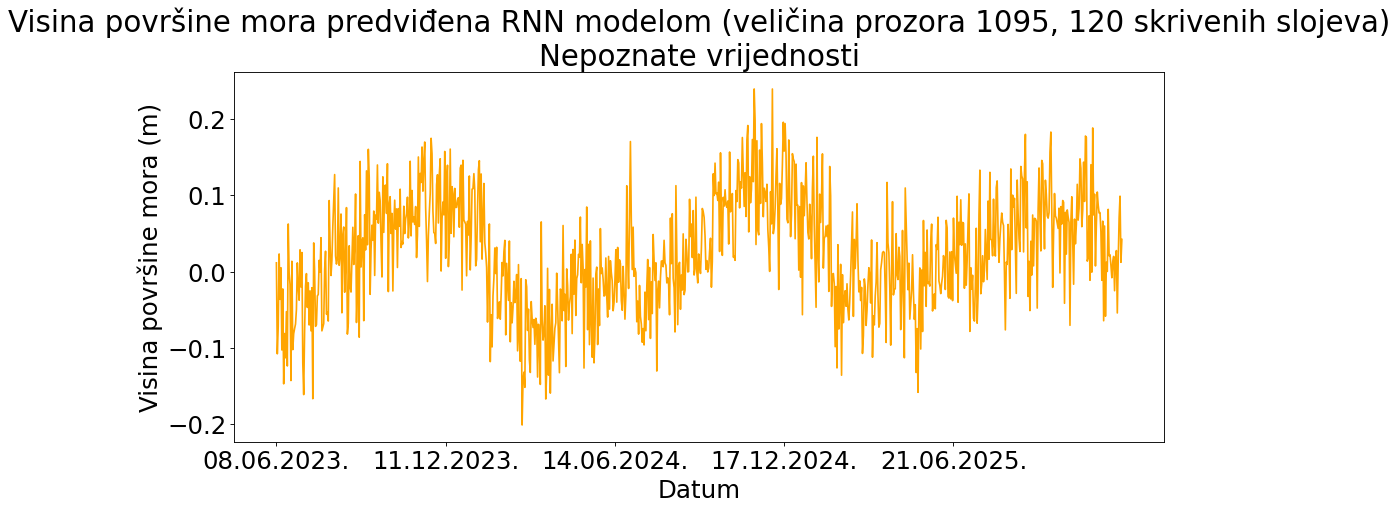 Visina površine mora predviđena RNN modelom (veličina prozora 1095, 120 skrivenih slojeva)
Nepoznate vrijednosti
Visina površine mora (m)
0.2
0.1
0.0
−0.1
−0.2
08.06.2023. 11.12.2023. 14.06.2024. 17.12.2024. 21.06.2025.
Datum